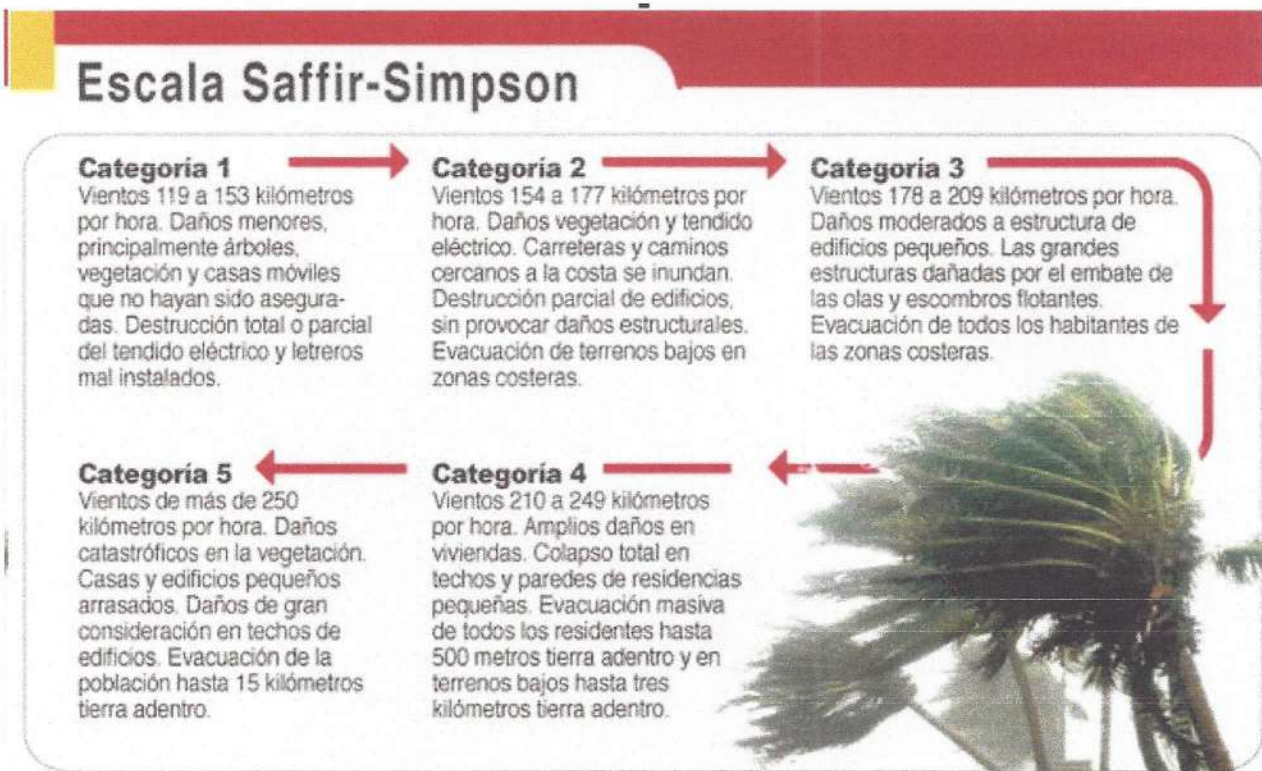 Escala Saffir-Simpson
Categoría 1
Vientos 119 a 153 kilómetros
por hora. Daños menores,
principalmente árboles,
vegetación y casas móviles
que no hayan sido asegura-
das. Destrucción total o parcial
del tendido eléctrico y letreros
mal instalados.
Categoría 2
Vientos 154 a 177 kilómetros por
hora. Daños vegetación y tendido
eléctrico. Carreteras y caminos
cercanos a la costa se inundan.
Destrucción parcial de edificios,
sin provocar daños estructurales.
Evacuación de terrenos bajos en
zonas costeras.
Categoría 3
Vientos 178 a 209 kilómetros por hora.
Daños moderados a estructura de
edificios pequeños. Las grandes
estructuras dañadas por el embate de
las olas y escombros flotantes.
Evacuación de todos los habitantes de
las zonas costeras.
Categoría 4
Vientos 210 a 249 kilómetros
por hora. Amplios daños en
viviendas. Colapso total en
techos y paredes de residencias
pequeñas. Evacuación masiva
de todos los residentes hasta
500 metros tierra adentro y en
terrenos bajos hasta tres
kilómetros tierra adentro.
Categoría 5
Vientos de más de 250
kilómetros por hora. Daños
catastróficos en la vegetación.
Casas y edificios pequeños
arrasados. Daños de gran
consideración en techos de
edificios. Evacuación de la
población hasta 15 kilómetros
tierra adentro.